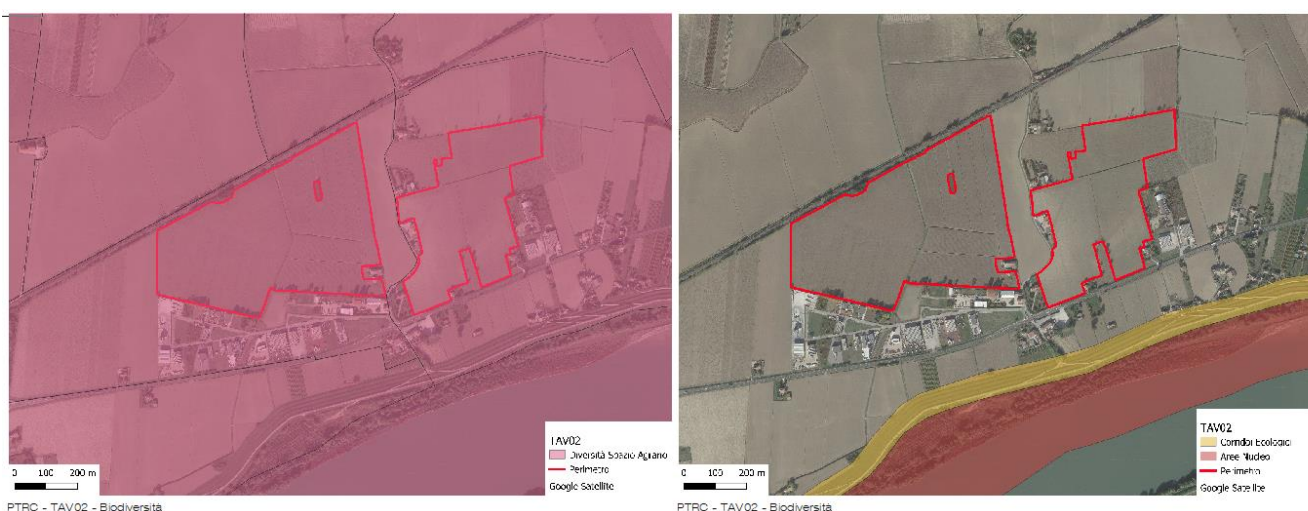 TAV02
Diversità Spazio Agrario
Perimetro
Google Satellite
0 100 200 m
PTRC - TAV02 - Biodiversità
TAV02
Corridoi Ecologici
Aree Nucleo
Perimetro
Google Satellite
0 100 200 m
PTRC - TAV02 - Biodiversità